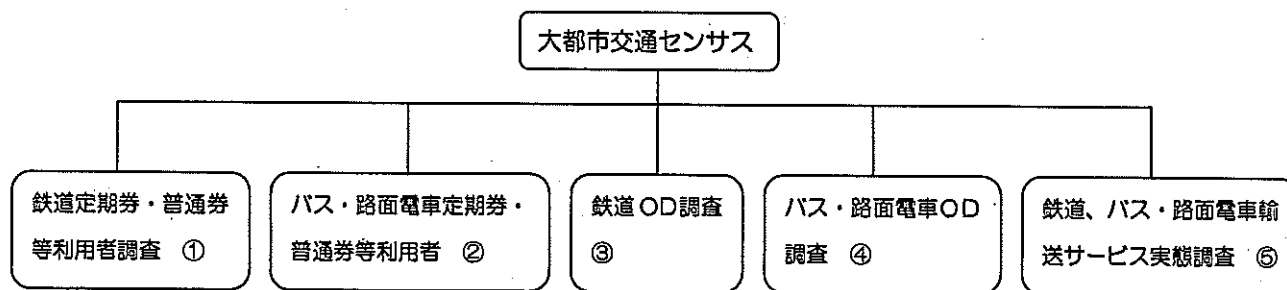 大都市交通センサス
鉄道定期券・普通券
等利用者調査 ①
バス・路面電車定期券・
普通券等利用者 ②
鉄道OD調査
③
バス・路面電車OD
調査 ④
鉄道、バス・路面電車輸
送サービス実態調査 ⑤